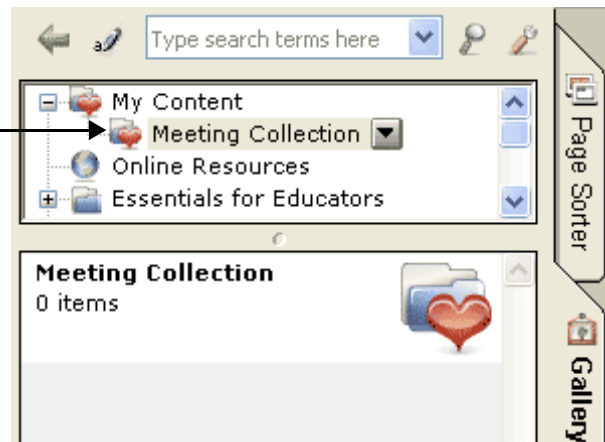 Type search terms here
My Content
Meeting Collection
Online Resources
Essentials for Educators
Meeting Collection
0 items
Page Sorter
Gallery